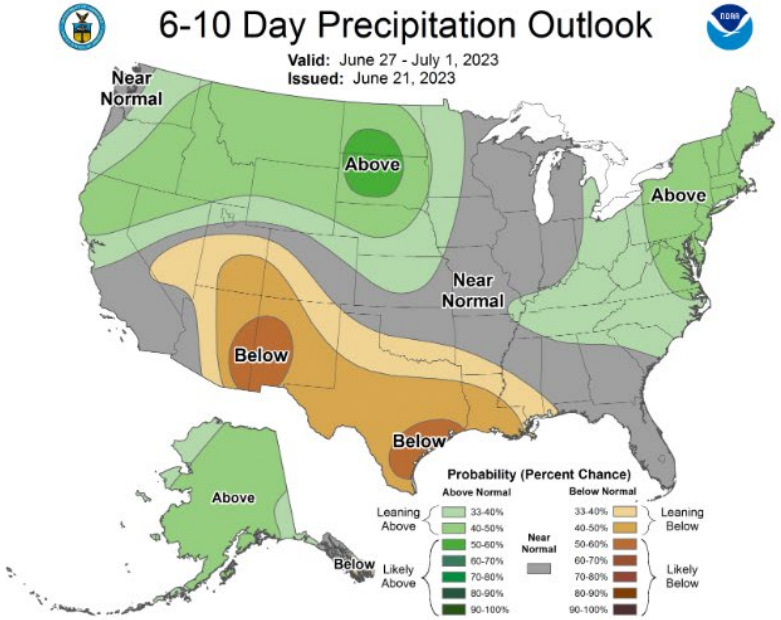 6-10 Day Precipitation Outlook
NOAA
Valid: June 27 - July 1, 2023
Issued: June 21, 2023
Near
Normal
Above
Above
Near
Normal
Below
Below
Above
Below
Probability (Percent Chance)
Above Normal
Below Normal
Leaning
Above
33-40%
40-50%
Likely
Above
50-60%
60-70%
70-80%
80-90%
90-100%
Near
Normal
33-40%
40-50%
Leaning
Below
50-60%
60-70%
70-80%
80-90%
90-100%
Likely
Below